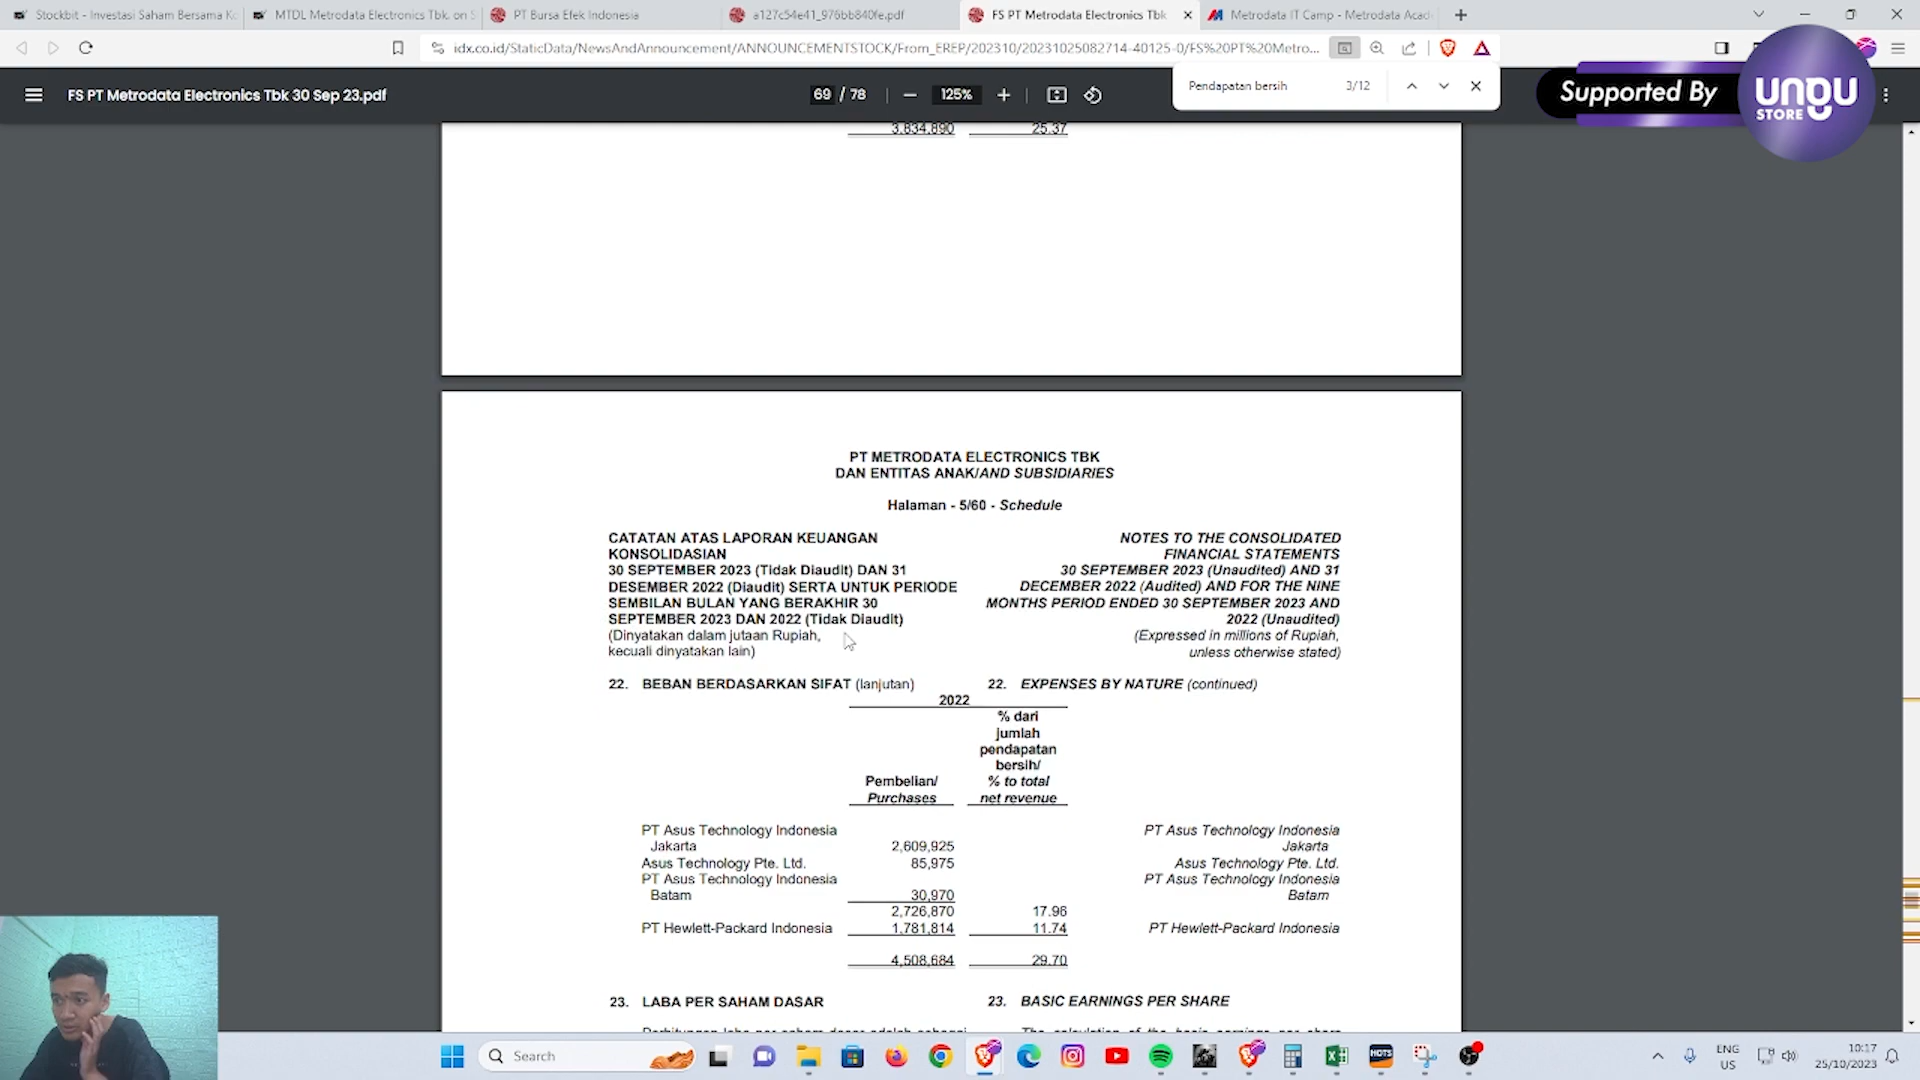 Stockbit - Investasi Saham Bersama Ko
MTDL Metrodata Electronics Tbk. on S
PT Bursa Efek Indonesia
a127c54e41_976bb840fe.pdf
FS PT Metrodata Electronics Tbk
Metrodata IT Camp - Metrodata Acad
idx.co.id/StaticData/NewsAndAnnouncement/ANNOUNCEMENTSTOCK/From_EREP/202310/20231025082714-40125-0/FS%20PT%20Metro...
FS PT Metrodata Electronics Tbk 30 Sep 23.pdf
69 / 78
125%
Pendapatan bersih
3/12
Supported By
UNGU
STORE
3.834.890 25.37
PT METRODATA ELECTRONICS TBK
DAN ENTITAS ANAK/AND SUBSIDIARIES
Halaman - 5/60 - Schedule
CATATAN ATAS LAPORAN KEUANGAN
KONSOLIDASIAN
30 SEPTEMBER 2023 (Tidak Diaudit) DAN 31
DESEMBER 2022 (Diaudit) SERTA UNTUK PERIODE
SEMBILAN BULAN YANG BERAKHIR 30
SEPTEMBER 2023 DAN 2022 (Tidak Diaudit)
(Dinyatakan dalam jutaan Rupiah,
kecuali dinyatakan lain)
NOTES TO THE CONSOLIDATED
FINANCIAL STATEMENTS
30 SEPTEMBER 2023 (Unaudited) AND 31
DECEMBER 2022 (Audited) AND FOR THE NINE
MONTHS PERIOD ENDED 30 SEPTEMBER 2023 AND
2022 (Unaudited)
(Expressed in millions of Rupiah,
unless otherwise stated)
22. BEBAN BERDASARKAN SIFAT (lanjutan)
22. EXPENSES BY NATURE (continued)
2022
% dari
jumlah
pendapatan
bersih/
Pembelian/ % to total
Purchases net revenue
PT Asus Technology Indonesia PT Asus Technology Indonesia
Jakarta 2,609,925 Jakarta
Asus Technology Pte. Ltd. 85,975 Asus Technology Pte. Ltd.
PT Asus Technology Indonesia PT Asus Technology Indonesia
Batam 30,970 Batam
2,726,870 17.96
PT Hewlett-Packard Indonesia 1,781,814 11.74 PT Hewlett-Packard Indonesia
4,508,684 29.70
23. LABA PER SAHAM DASAR
23. BASIC EARNINGS PER SHARE
Search
HOTS
ENG
US
10:17
25/10/2023